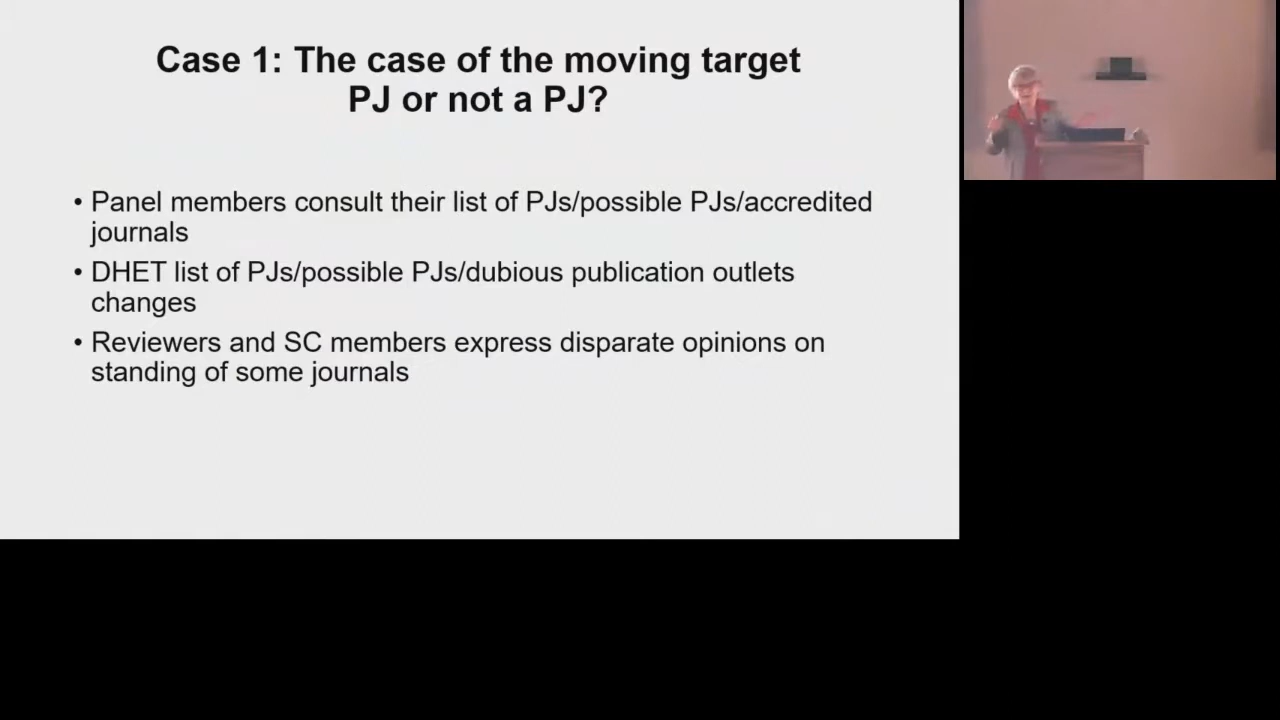 Case 1: The case of the moving target
PJ or not a PJ?
• Panel members consult their list of PJs/possible PJs/accredited
journals
• DHET list of PJs/possible PJs/dubious publication outlets
changes
• Reviewers and SC members express disparate opinions on
standing of some journals